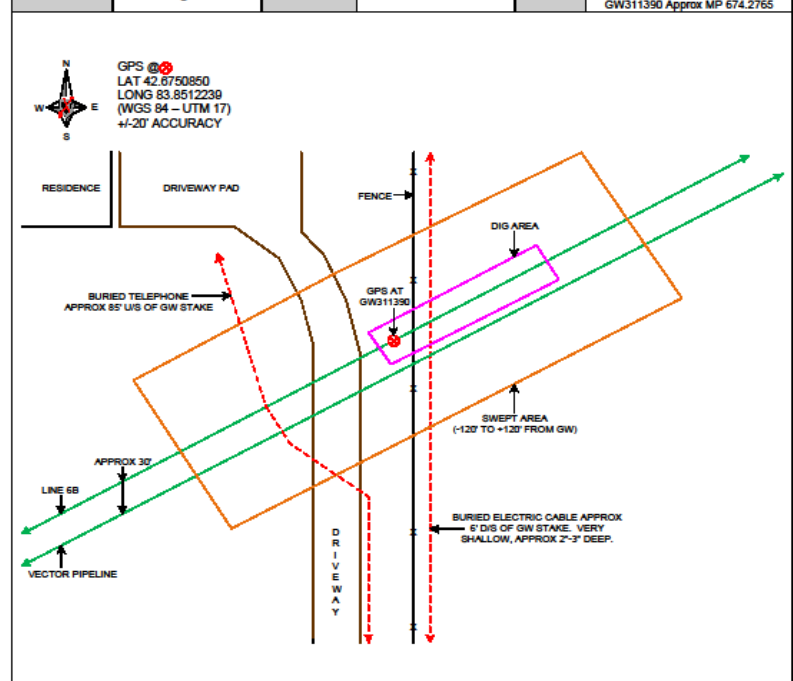 GW311390 Approx MP 674.2765
N
W
E
S
GPS @
LAT 42.6750850
LONG 83.8512239
(WGS 84 – UTM 17)
+/-20' ACCURACY
RESIDENCE
DRIVEWAY PAD
FENCE
DIG AREA
GPS AT
GW311390
BURIED TELEPHONE
APPROX 85' U/S OF GW STAKE
SWEPT AREA
(-120' TO +120' FROM GW)
APPROX 30'
LINE 6B
BURIED ELECTRIC CABLE APPROX
6' D/S OF GW STAKE. VERY
SHALLOW, APPROX 2"-3" DEEP.
VECTOR PIPELINE
DRIVEWAY